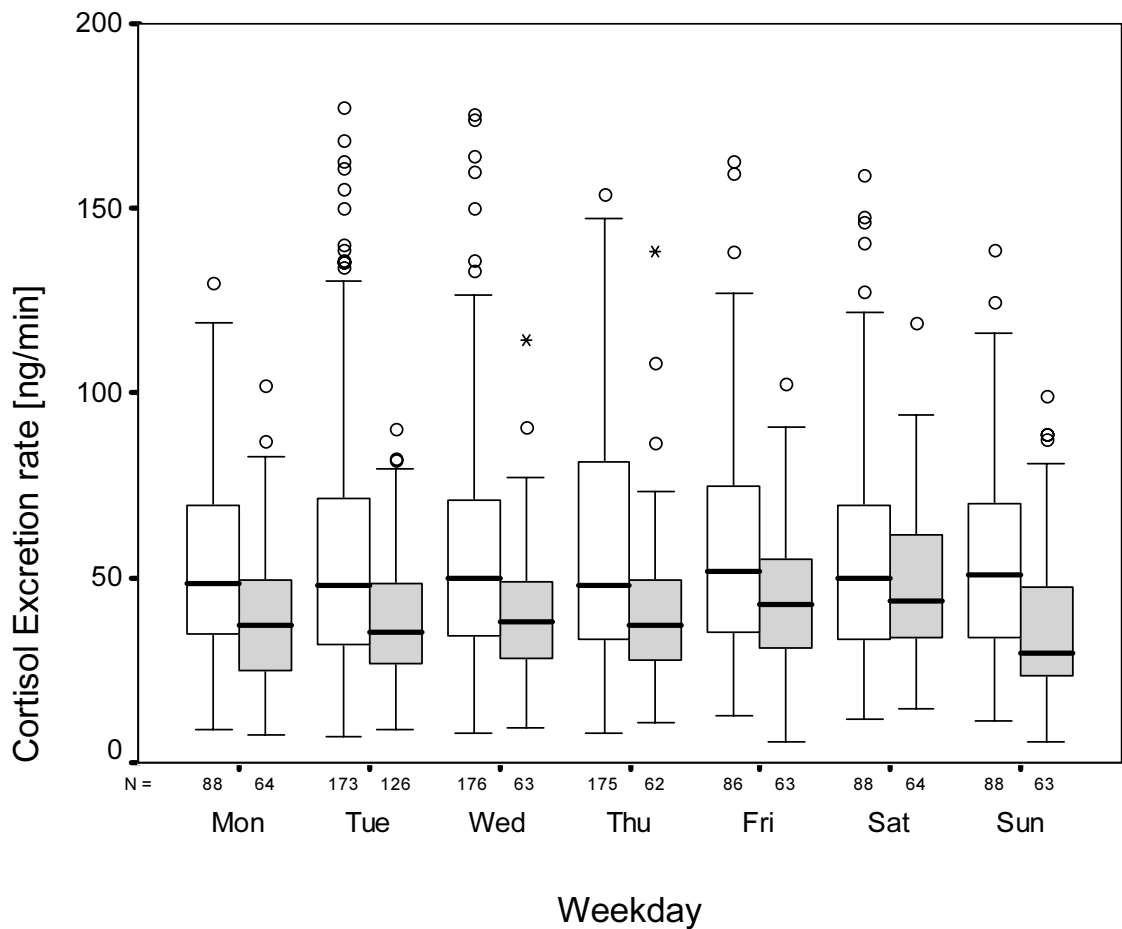 200
150
100
50
0
Cortisol Excretion rate [ng/min]
N = 88 64 173 126 176 63 175 62 86 63 88 64 88 63
Mon Tue Wed Thu Fri Sat Sun
Weekday